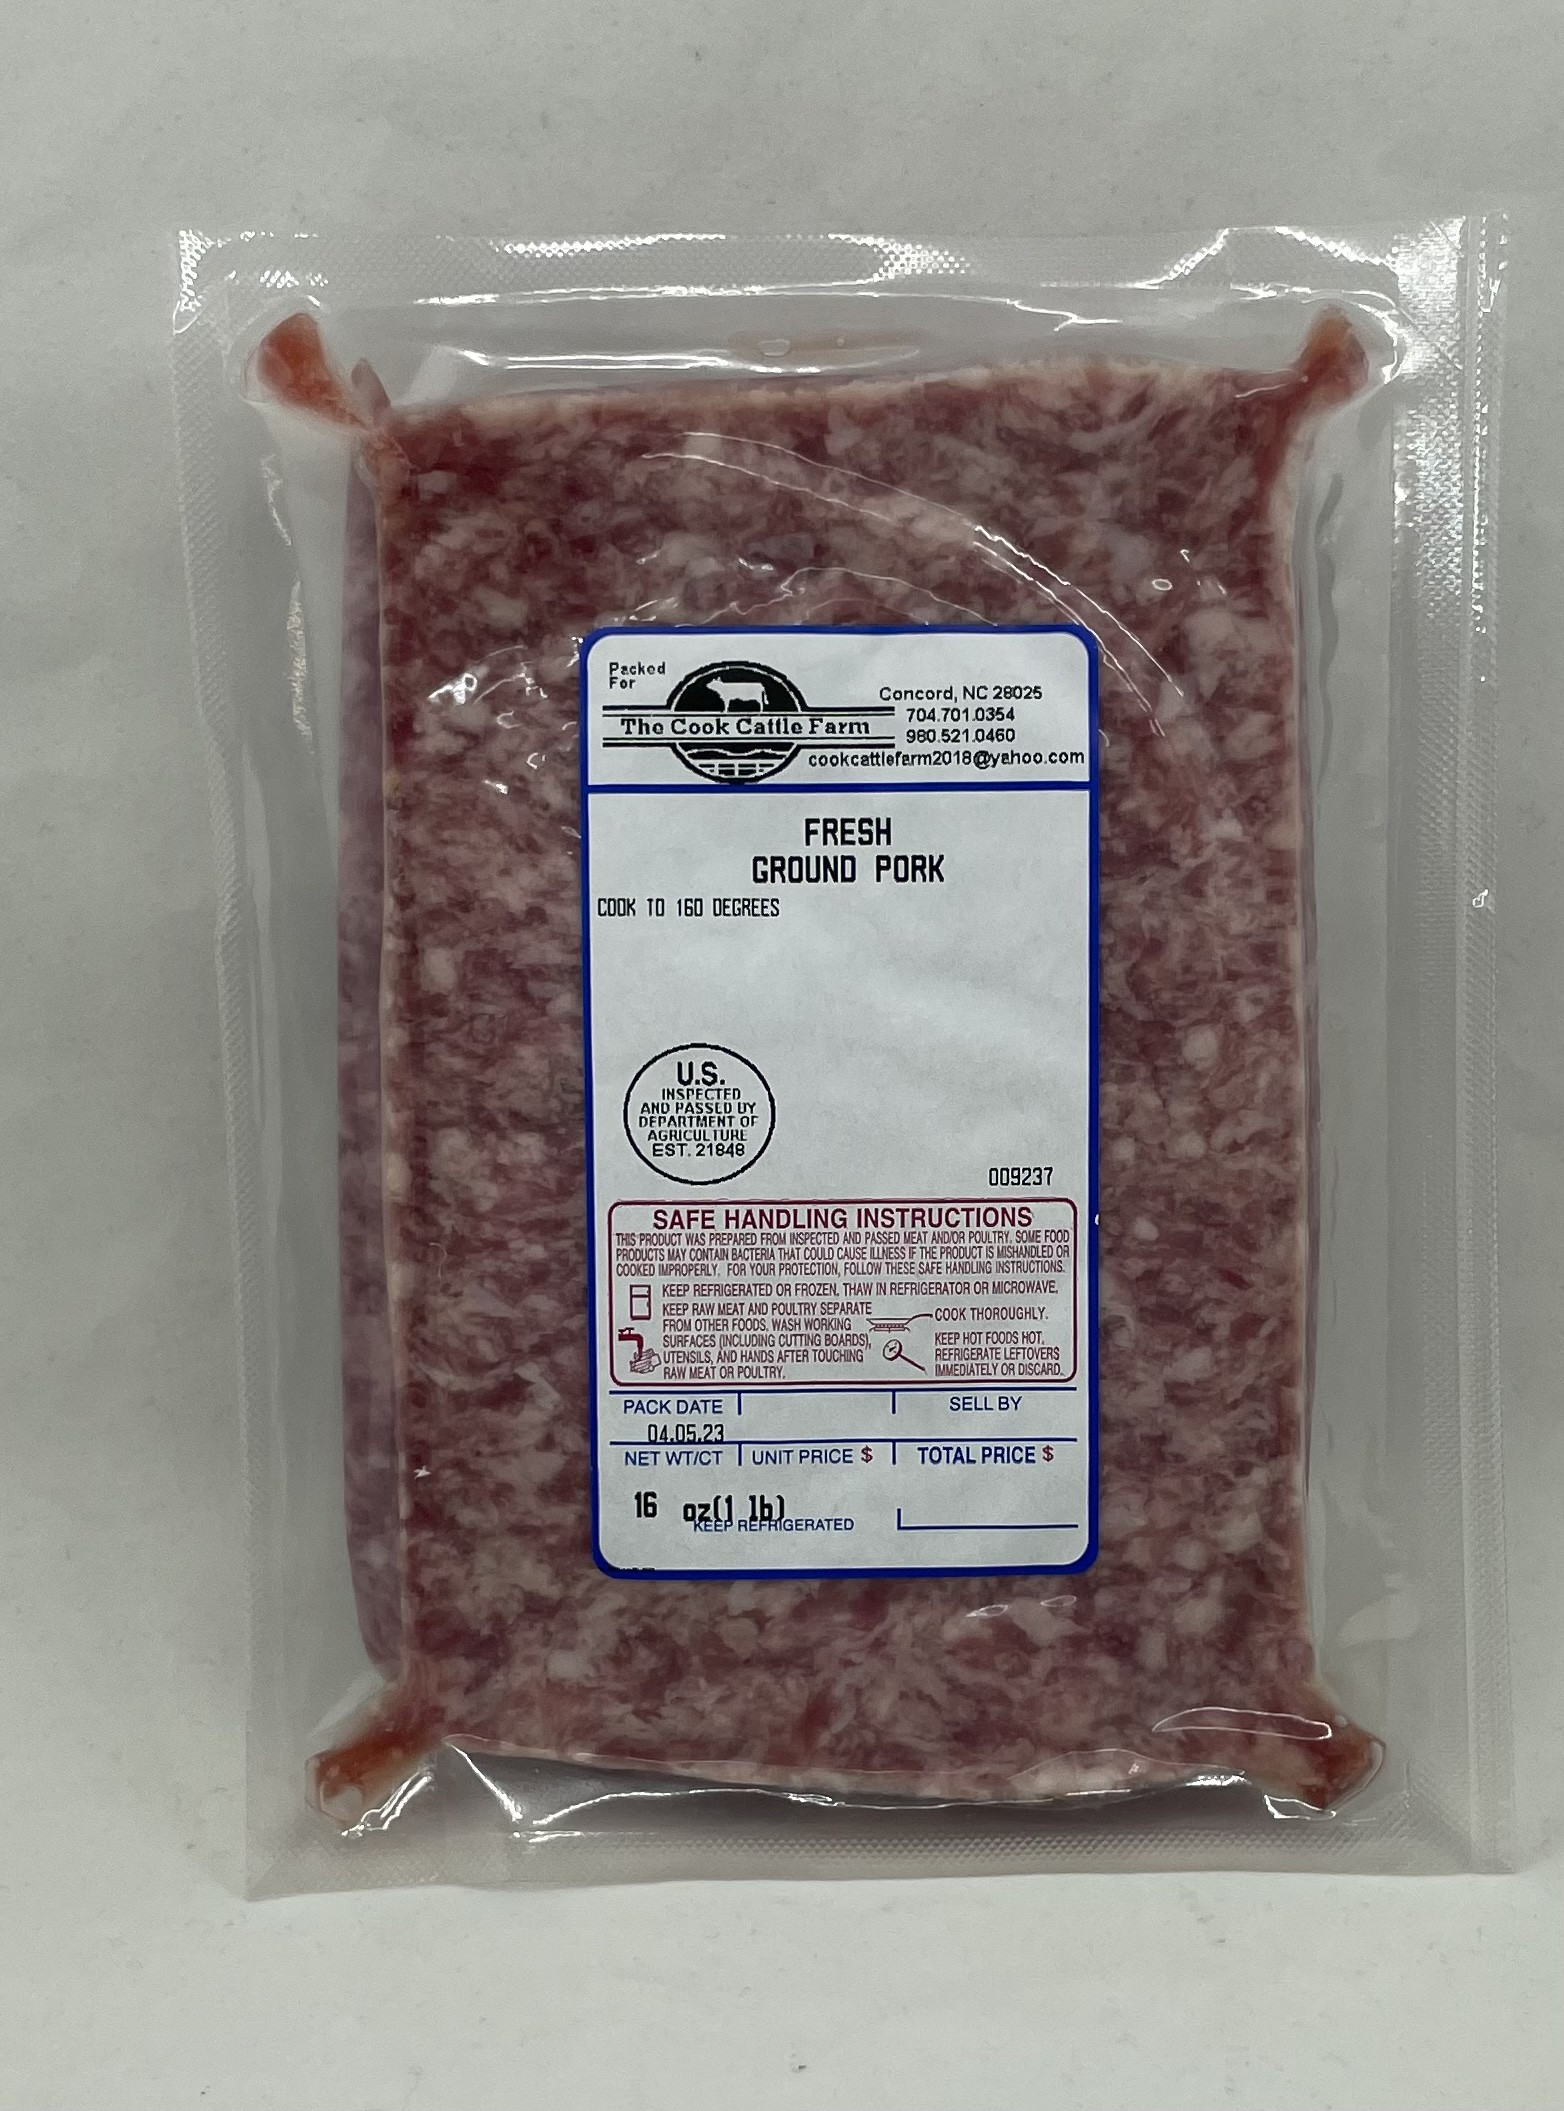 Packed
For
The Cook Cattle Farm
Concord, NC 28025
704.701.0354
980.521.0460
cookcattlefarm2018@yahoo.com
FRESH
GROUND PORK
COOK TO 160 DEGREES
U.S.
INSPECTED
AND PASSED BY
DEPARTMENT OF
AGRICULTURE
EST. 21848
009237
SAFE HANDLING INSTRUCTIONS
THIS PRODUCT WAS PREPARED FROM INSPECTED AND PASSED MEAT AND/OR POULTRY. SOME FOOD
PRODUCTS MAY CONTAIN BACTERIA THAT COULD CAUSE ILLNESS IF THE PRODUCT IS MISHANDLED OR
COOKED IMPROPERLY. FOR YOUR PROTECTION, FOLLOW THESE SAFE HANDLING INSTRUCTIONS.
KEEP REFRIGERATED OR FROZEN. THAW IN REFRIGERATOR OR MICROWAVE.
KEEP RAW MEAT AND POULTRY SEPARATE
FROM OTHER FOODS. WASH WORKING
SURFACES (INCLUDING CUTTING BOARDS),
UTENSILS, AND HANDS AFTER TOUCHING
RAW MEAT OR POULTRY.
COOK THOROUGHLY.
KEEP HOT FOODS HOT.
REFRIGERATE LEFTOVERS
IMMEDIATELY OR DISCARD.
PACK DATE
SELL BY
04.05.23
NET WT/CT
UNIT PRICE $
TOTAL PRICE $
16 oz(1 lb)
KEEP REFRIGERATED